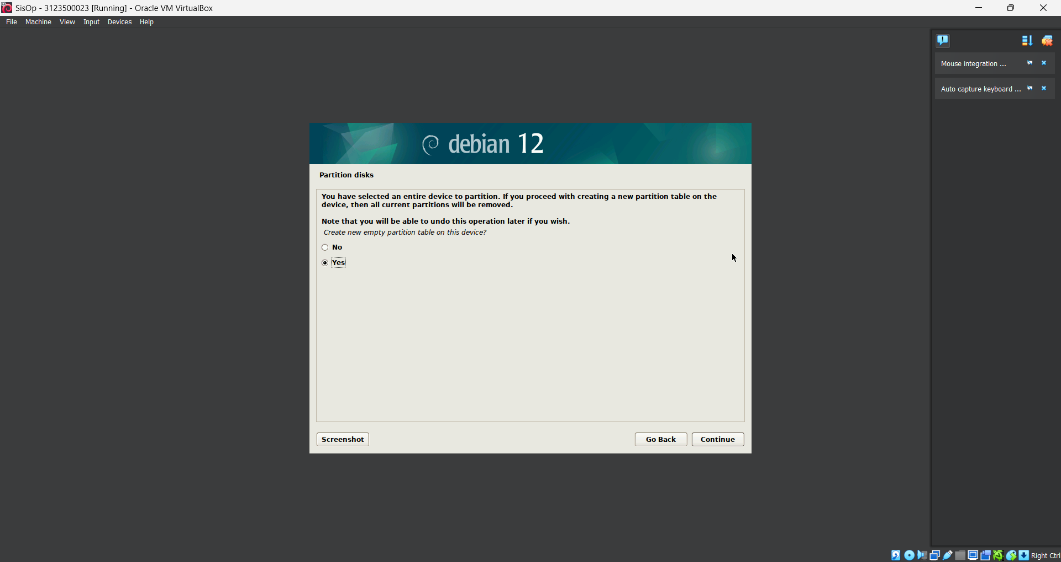 SisOp - 3123500023 [Running] - Oracle VM VirtualBox
File Machine View Input Devices Help
Mouse integration ...
Auto capture keyboard ...
debian 12
Partition disks
You have selected an entire device to partition. If you proceed with creating a new partition table on the
device, then all current partitions will be removed.
Note that you will be able to undo this operation later if you wish.
Create new empty partition table on this device?
No
Yes
Screenshot
Go Back
Continue
Right Ctrl